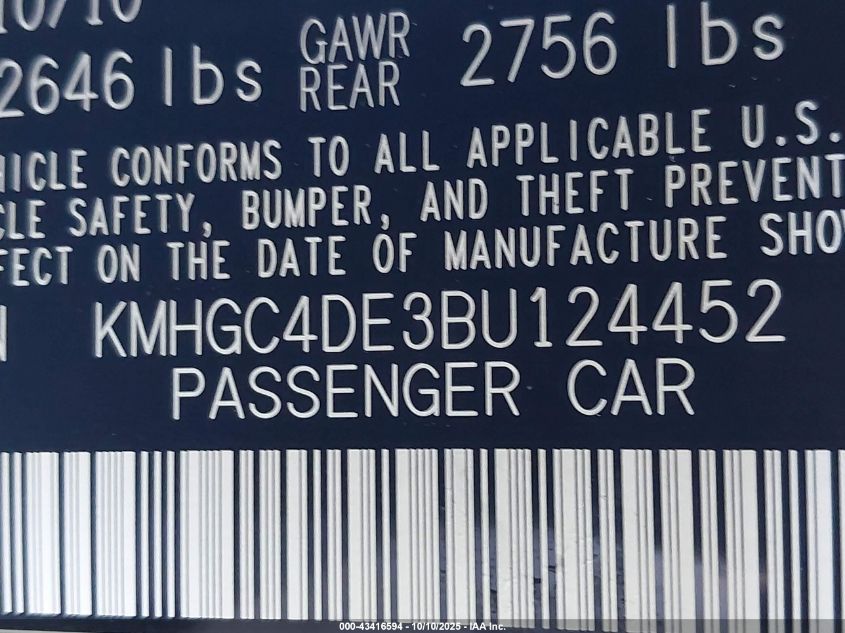 10/10
2646 lbs GAWR REAR 2756 lbs
HICLE CONFORMS TO ALL APPLICABLE U.S.
CLE SAFETY, BUMPER, AND THEFT PREVENT
FECT ON THE DATE OF MANUFACTURE SHO
N KMHGC4DE3BU124452
PASSENGER CAR
000-43416594 - 10/10/2025 - IAA Inc.